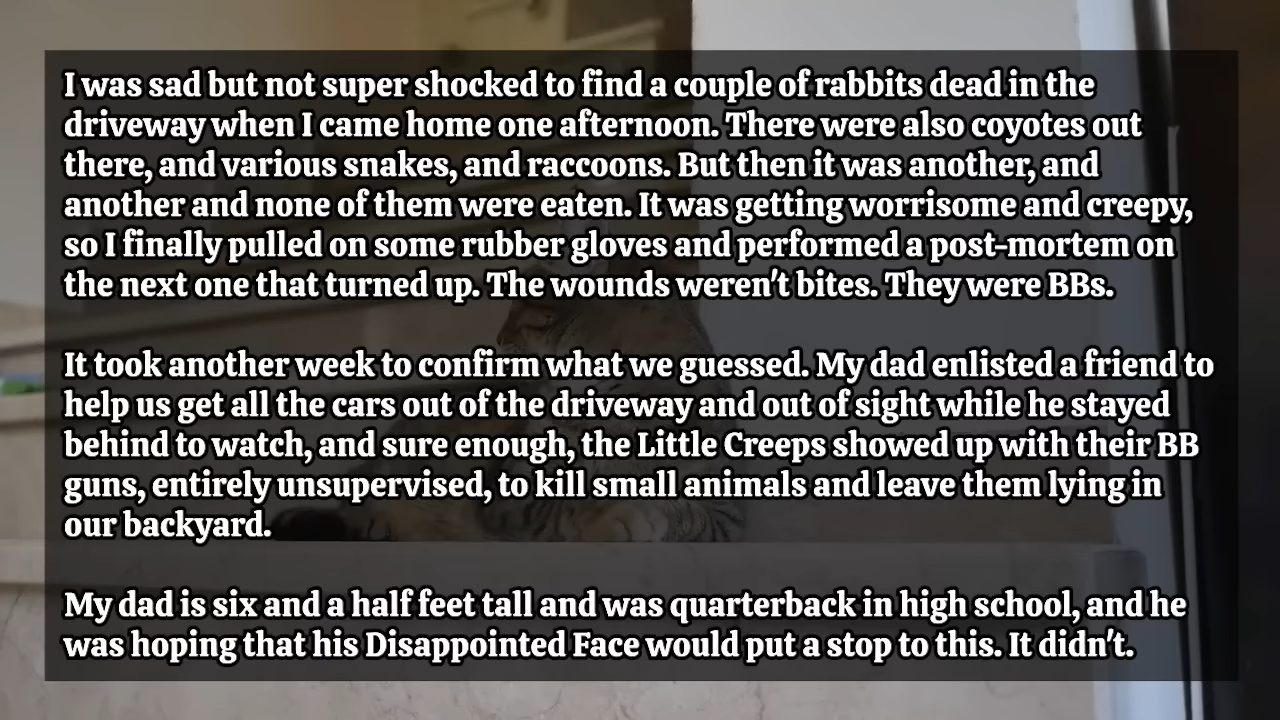 I was sad but not super shocked to find a couple of rabbits dead in the
driveway when I came home one afternoon. There were also coyotes out
there, and various snakes, and raccoons. But then it was another, and
another and none of them were eaten. It was getting worrisome and creepy,
so I finally pulled on some rubber gloves and performed a post-mortem on
the next one that turned up. The wounds weren't bites. They were BBs.
It took another week to confirm what we guessed. My dad enlisted a friend to
help us get all the cars out of the driveway and out of sight while he stayed
behind to watch, and sure enough, the Little Creeps showed up with their BB
guns, entirely unsupervised, to kill small animals and leave them lying in
our backyard.
My dad is six and a half feet tall and was quarterback in high school, and he
was hoping that his Disappointed Face would put a stop to this. It didn't.